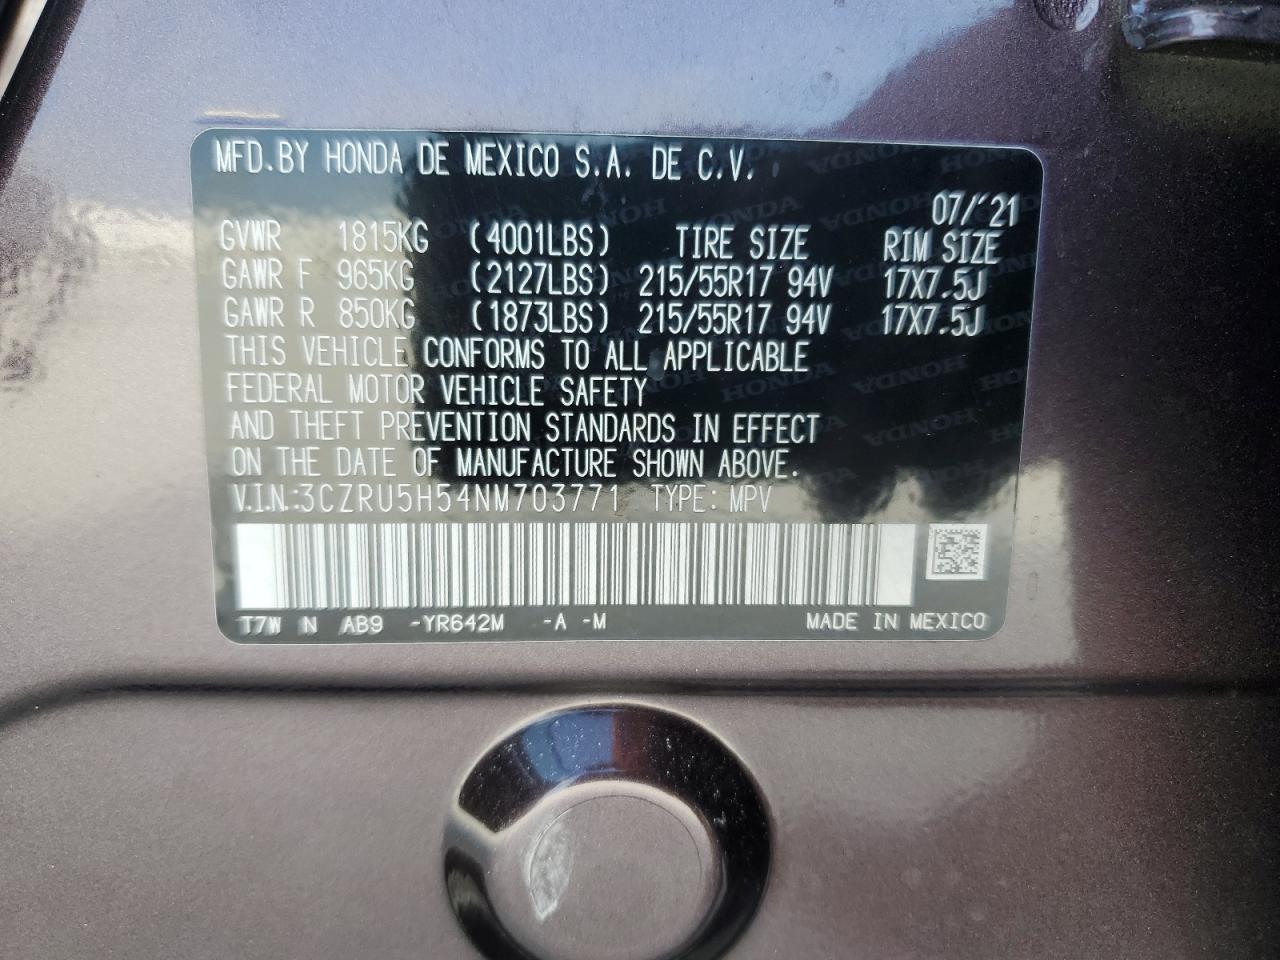 MFD.BY HONDA DE MEXICO S.A. DE C.V.
07/'21
GVWR 1815KG (4001LBS) TIRE SIZE RIM SIZE
GAWR F 965KG (2127LBS) 215/55R17 94V 17X7.5J
GAWR R 850KG (1873LBS) 215/55R17 94V 17X7.5J
THIS VEHICLE CONFORMS TO ALL APPLICABLE
FEDERAL MOTOR VEHICLE SAFETY
AND THEFT PREVENTION STANDARDS IN EFFECT
ON THE DATE OF MANUFACTURE SHOWN ABOVE.
V.I.N.:3CZRU5H54NM703771 TYPE: MPV
T7W N AB9 -YR642M -A -M MADE IN MEXICO